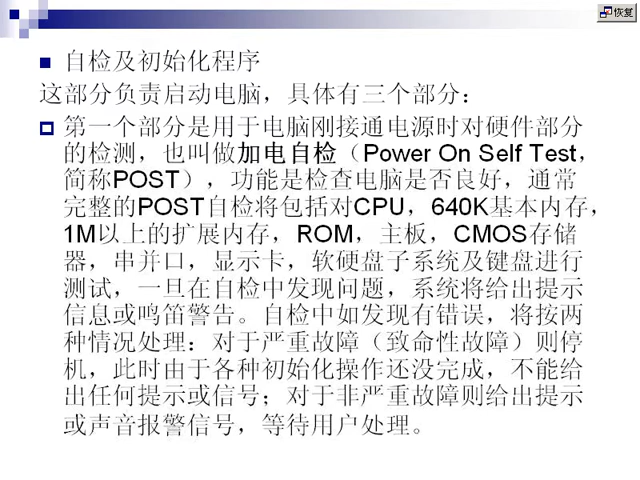 恢复
自检及初始化程序
这部分负责启动电脑，具体有三个部分：
第一个部分是用于电脑刚接通电源时对硬件部分
的检测，也叫做加电自检（Power On Self Test，
简称POST），功能是检查电脑是否良好，通常
完整的POST自检将包括对CPU，640K基本内存，
1M以上的扩展内存，ROM，主板，CMOS存储
器，串并口，显示卡，软硬盘子系统及键盘进行
测试，一旦在自检中发现问题，系统将给出提示
信息或鸣笛警告。自检中如发现有错误，将按两
种情况处理：对于严重故障（致命性故障）则停
机，此时由于各种初始化操作还没完成，不能给
出任何提示或信号；对于非严重故障则给出提示
或声音报警信号，等待用户处理。